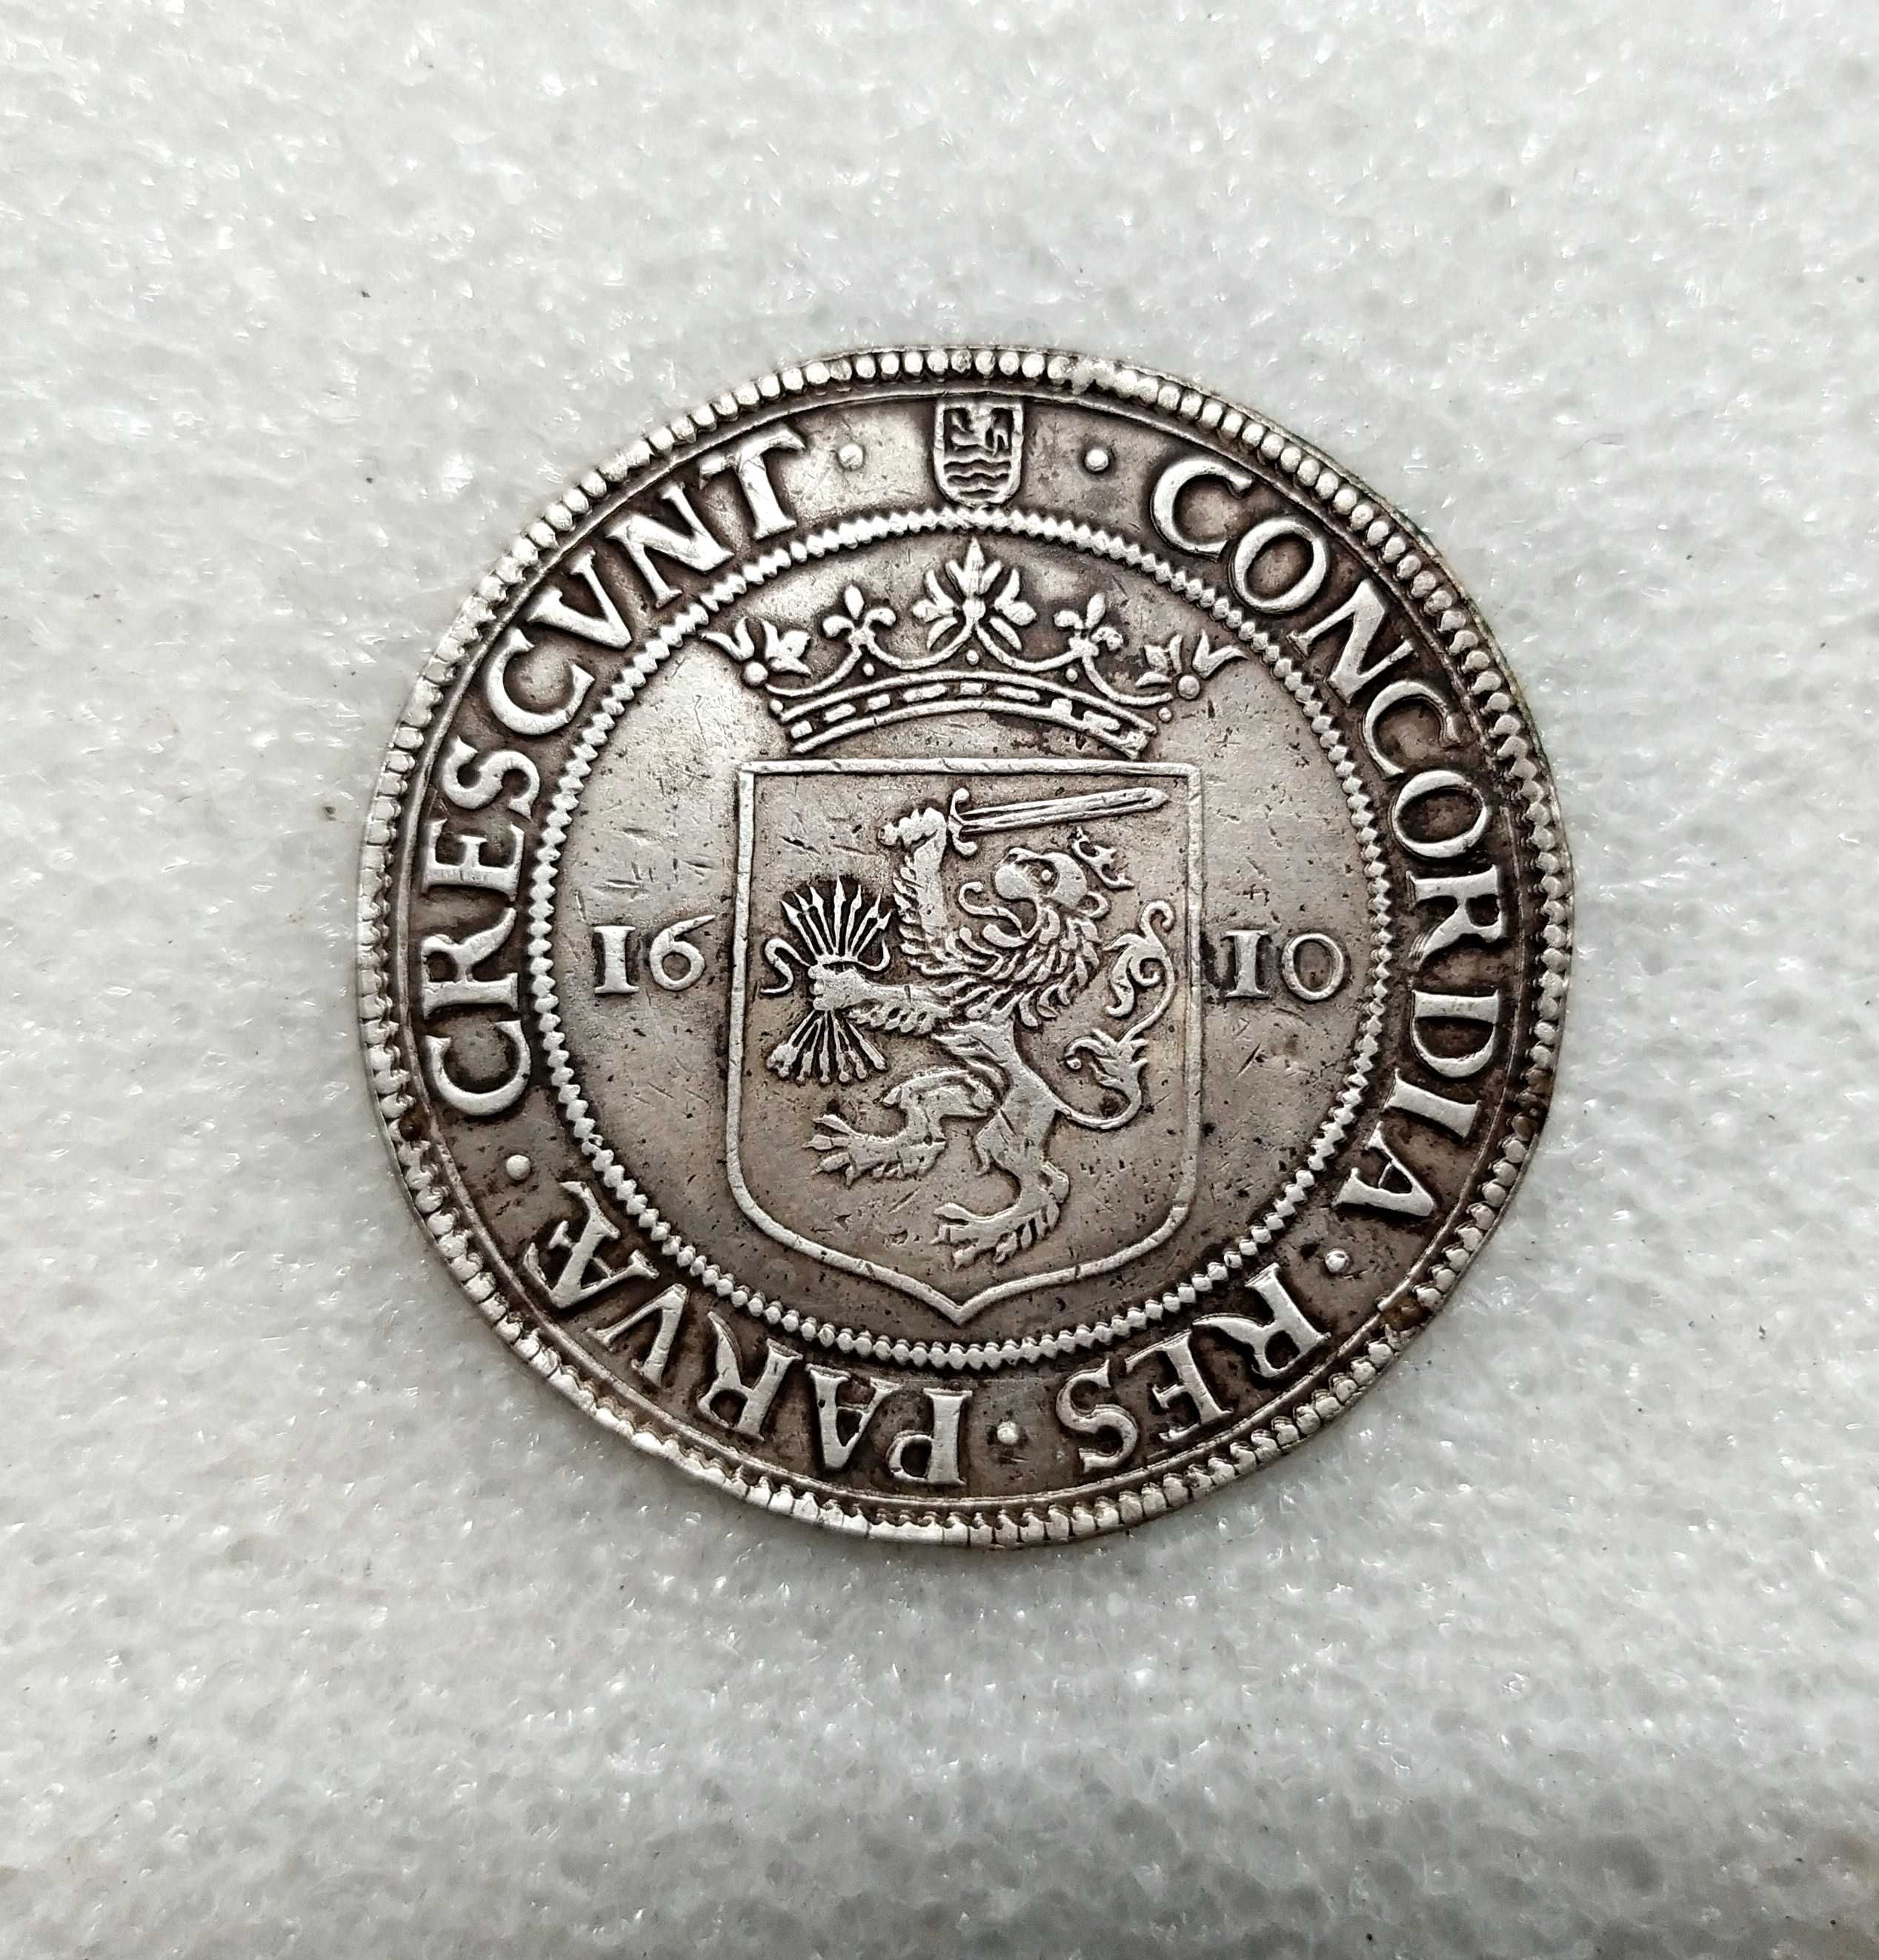 · CONCORDIA · RES · PARVÆ · CRESCVNT ·
16 10